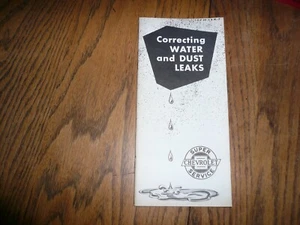 Correcting
WATER
and DUST
LEAKS
SUPER
CHEVROLET
SERVICE